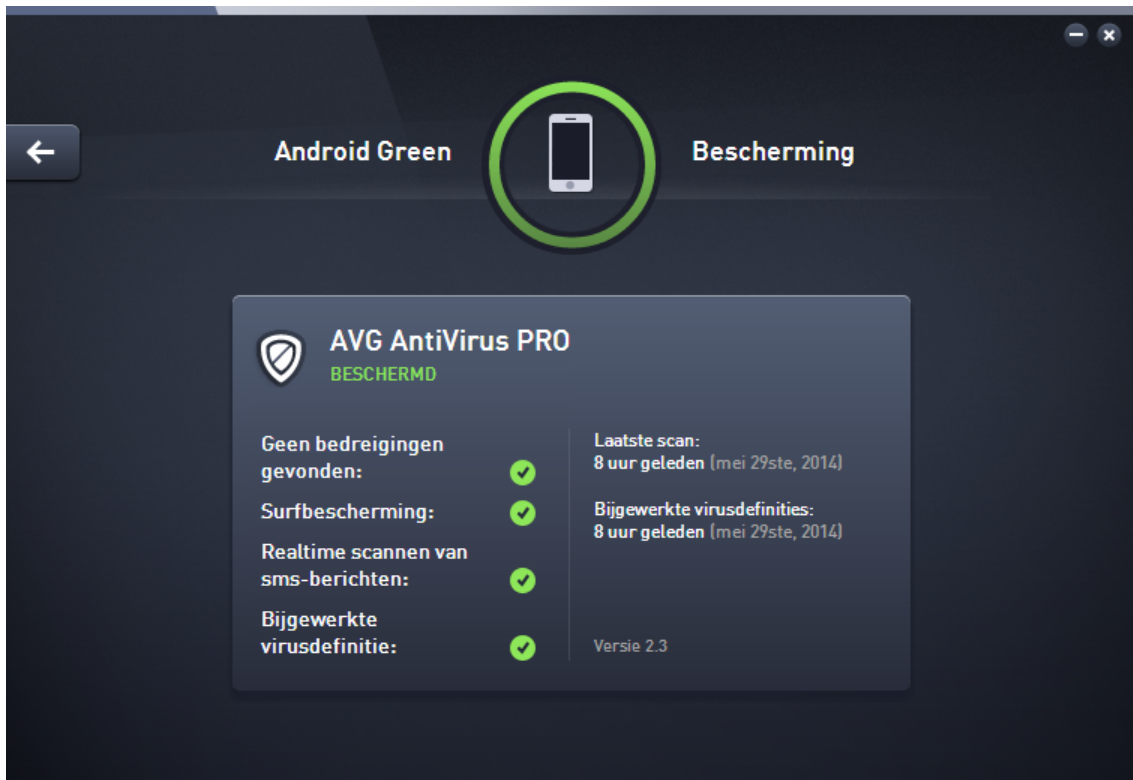 Android Green
Bescherming
AVG AntiVirus PRO
BESCHERMD
Geen bedreigingen
gevonden:
Surfbescherming:
Realtime scannen van
sms-berichten:
Bijgewerkte
virusdefinitie:
Laatste scan:
8 uur geleden (mei 29ste, 2014)
Bijgewerkte virusdefinities:
8 uur geleden (mei 29ste, 2014)
Versie 2.3